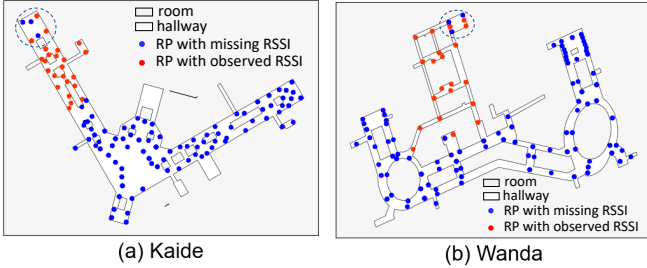 (a)
room
hallway
RP with missing RSSI
RP with observed RSSI
(b)
room
hallway
RP with missing RSSI
RP with observed RSSI
(a) Kaide
(b) Wanda